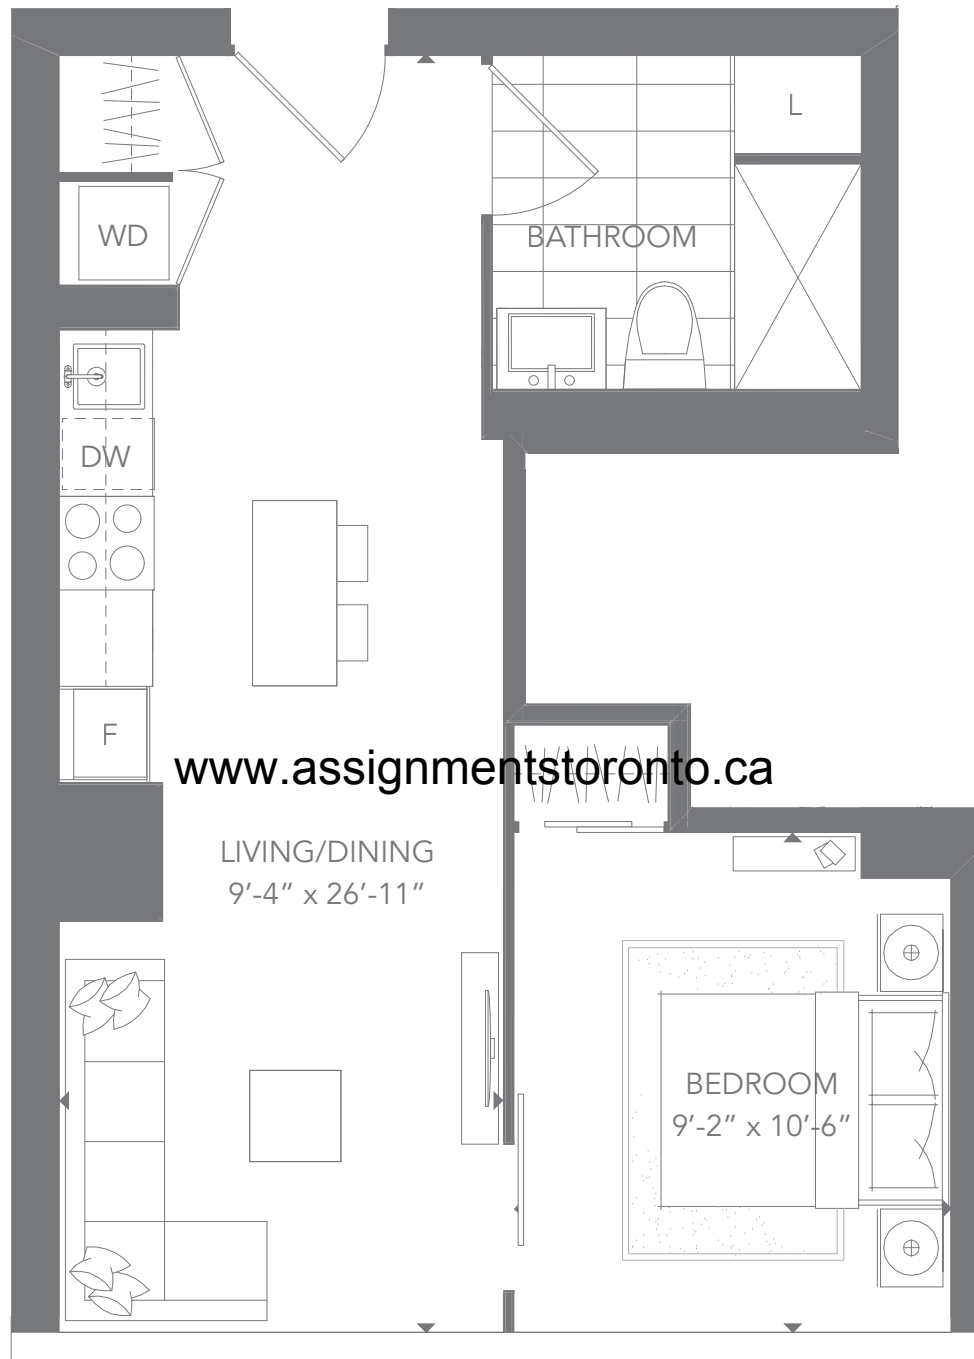 L
WD
BATHROOM
DW
F
www.assignmentstoronto.ca
LIVING/DINING
9’-4” x 26’-11”
BEDROOM
9’-2” x 10’-6”